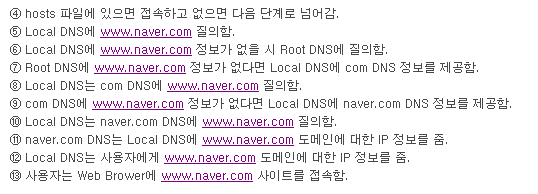 ④ hosts 파일에 있으면 접속하고 없으면 다음 단계로 넘어감.
⑤ Local DNS에 www.naver.com 질의함.
⑥ Local DNS에 www.naver.com 정보가 없을 시 Root DNS에 질의함.
⑦ Root DNS에 www.naver.com 정보가 없다면 Local DNS에 com DNS 정보를 제공함.
⑧ Local DNS는 com DNS에 www.naver.com 질의함.
⑨ com DNS에 www.naver.com 정보가 없다면 Local DNS에 naver.com DNS 정보를 제공함.
⑩ Local DNS는 naver.com DNS에 www.naver.com 질의함.
⑪ naver.com DNS는 Local DNS에 www.naver.com 도메인에 대한 IP 정보를 줌.
⑫ Local DNS는 사용자에게 www.naver.com 도메인에 대한 IP 정보를 줌.
⑬ 사용자는 Web Brower에 www.naver.com 사이트를 접속함.